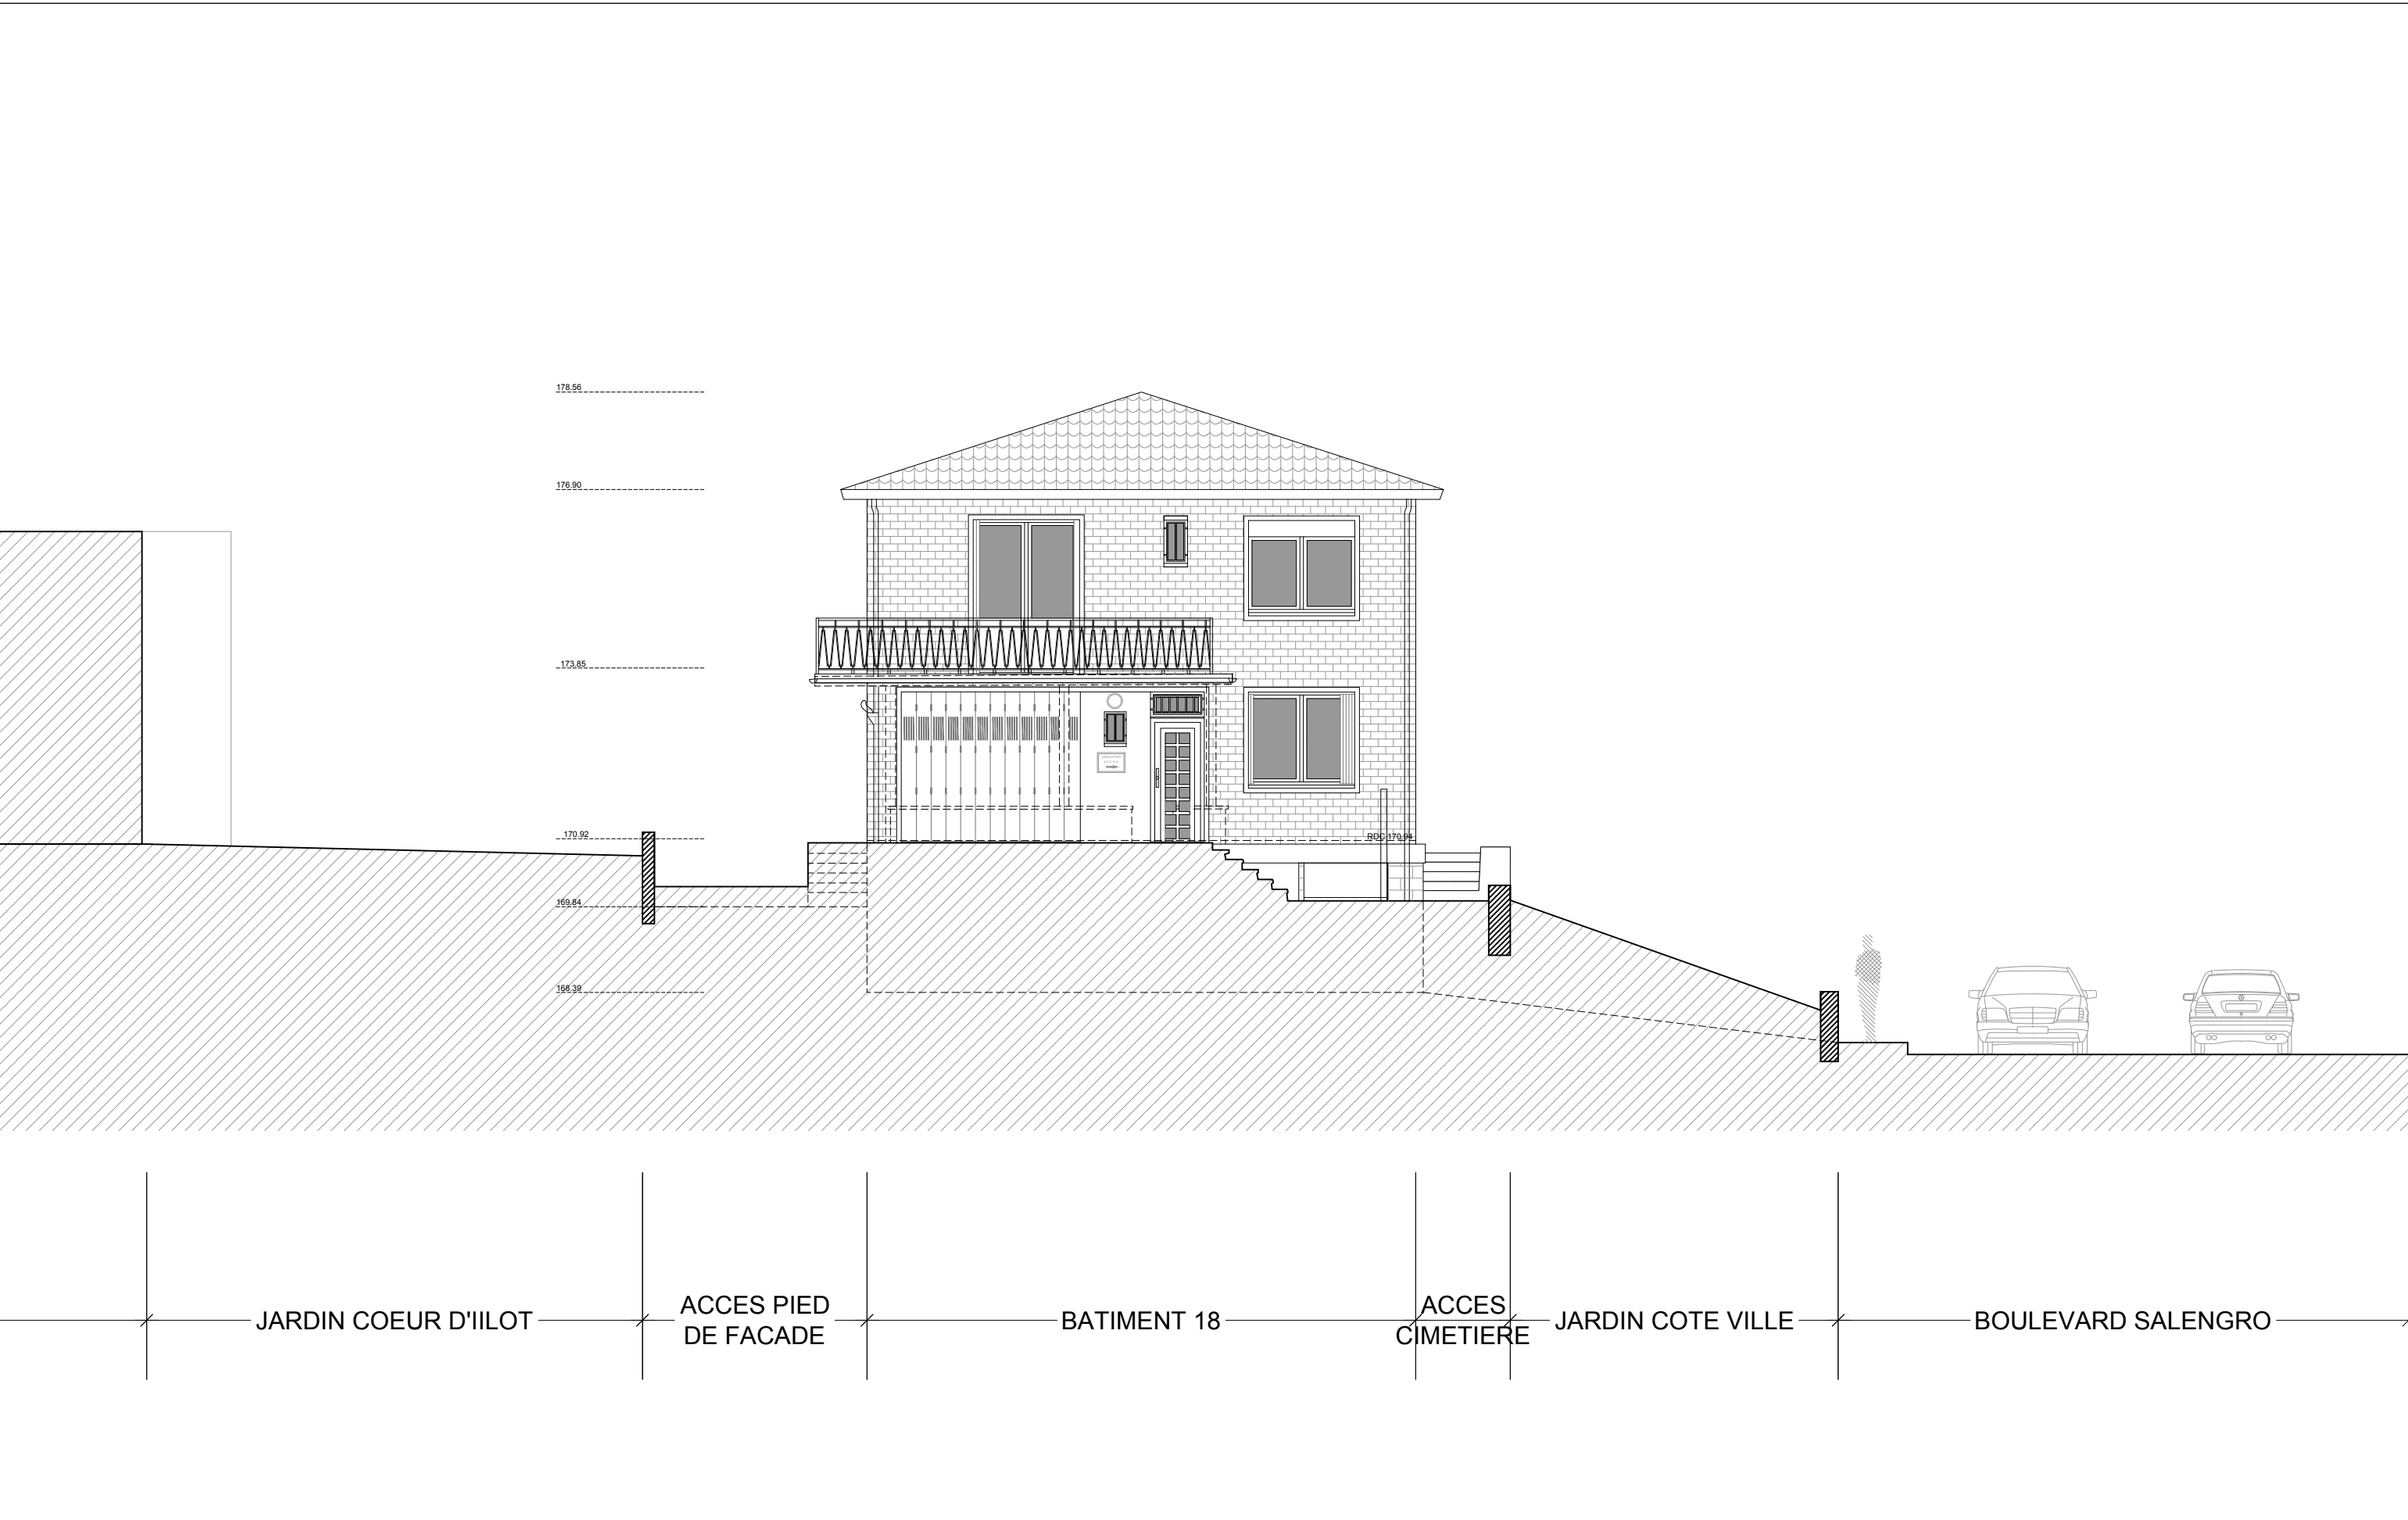 178.56
176.90
173.85
170.92
RDC 170.94
169.84
168.39
JARDIN COEUR D'IILOT
ACCES PIED
DE FACADE
BATIMENT 18
ACCES
CIMETIERE
JARDIN COTE VILLE
BOULEVARD SALENGRO